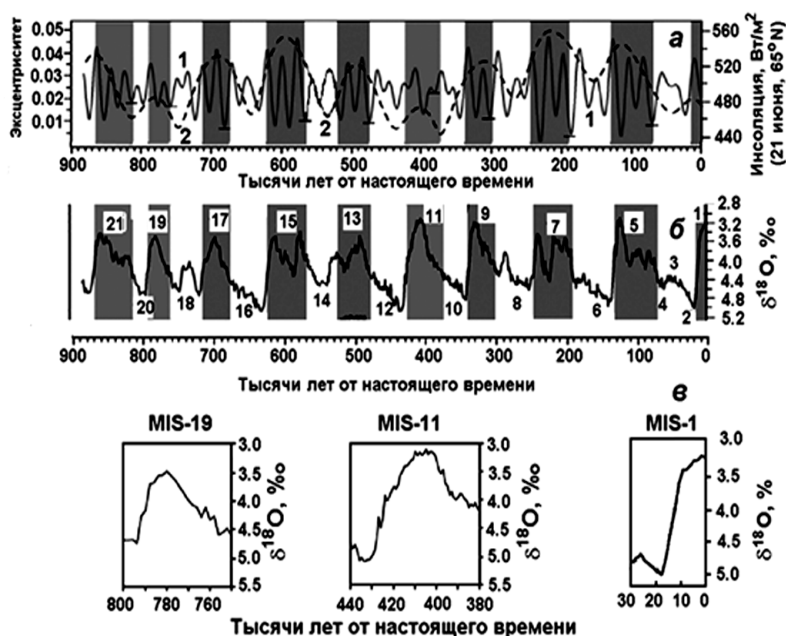 а
Эксцентриситет
0.05
0.04
0.03
0.02
0.01
1
2
2
1
560
520
480
440
Инсоляция, Вт/м²
(21 июня, 65°N)
900 800 700 600 500 400 300 200 100 0
Тысячи лет от настоящего времени
б
21 19 17 15 13 11 9 7 5 3 1
20 18 16 14 12 10 8 6 4 2
2.8
3.6
4.4
4.8
5.2
δ¹⁸O, ‰
900 800 700 600 500 400 300 200 100 0
Тысячи лет от настоящего времени
в
MIS-19 MIS-11 MIS-1
3.0
3.5
4.0
4.5
5.0
5.5
δ¹⁸O, ‰
800 780 760
3.0
3.5
4.0
4.5
5.0
5.5
δ¹⁸O, ‰
440 420 400 380
3.0
3.5
4.0
4.5
5.0
δ¹⁸O, %
30 20 10 0
Тысячи лет от настоящего времени